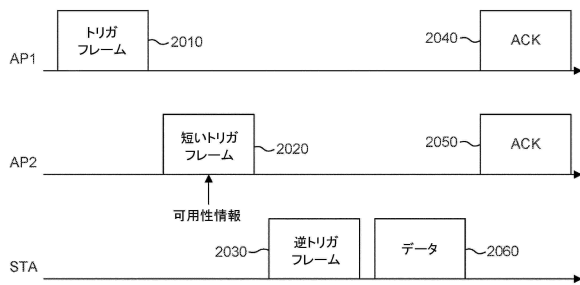 トリガ
フレーム
2010
2040
ACK
AP1
短いトリガ
フレーム
2020
2050
ACK
AP2
可用性情報
2030
逆トリガ
フレーム
データ
2060
STA